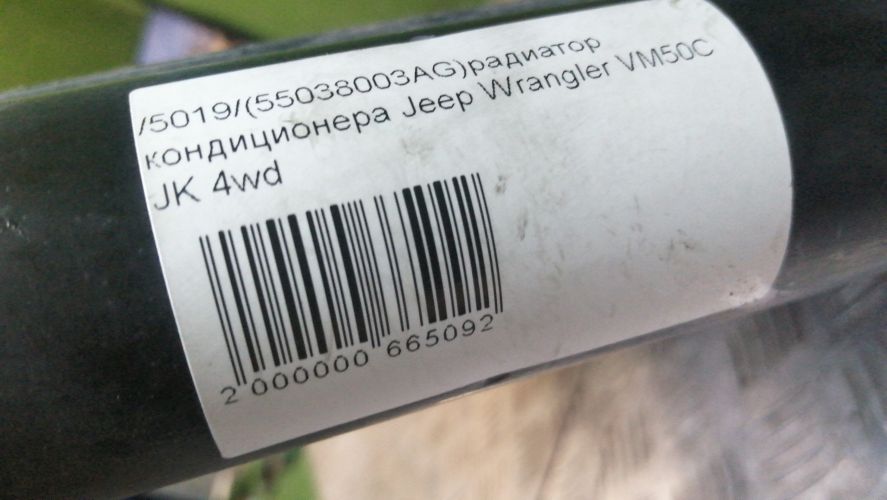 /5019/(55038003AG)радиатор
кондиционера Jeep Wrangler VM50C
JK 4wd
2 000000 665092